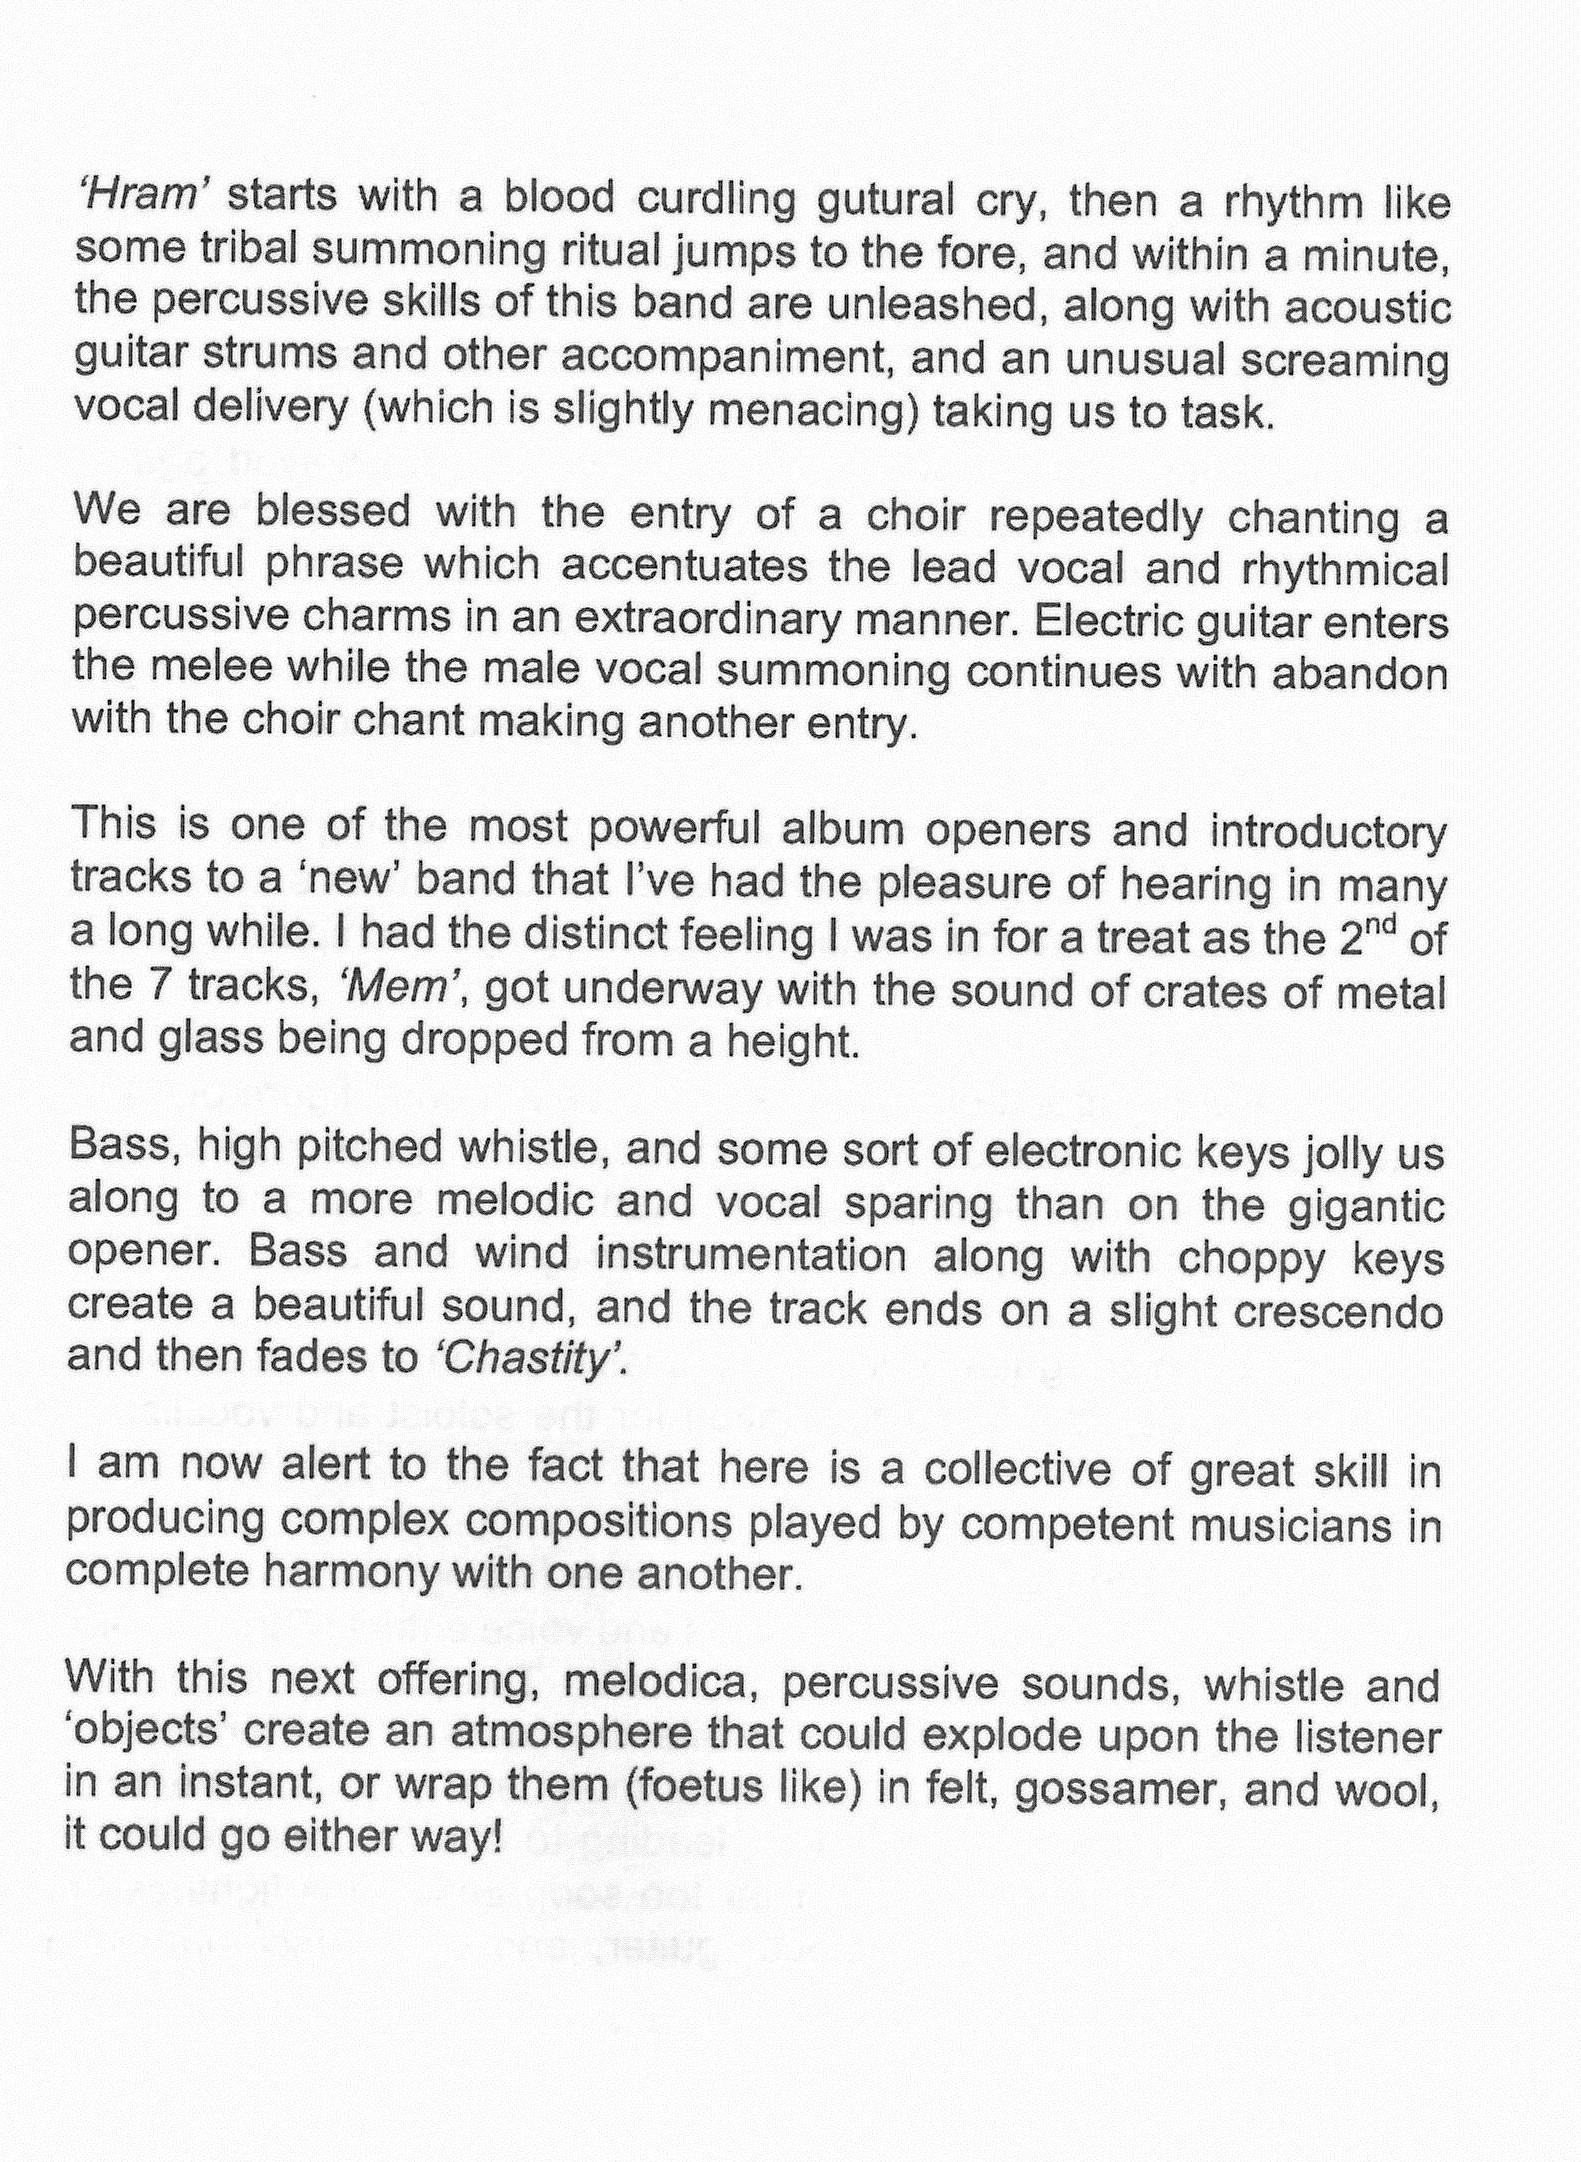 ‘Hram’ starts with a blood curdling gutural cry, then a rhythm like
some tribal summoning ritual jumps to the fore, and within a minute,
the percussive skills of this band are unleashed, along with acoustic
guitar strums and other accompaniment, and an unusual screaming
vocal delivery (which is slightly menacing) taking us to task.
We are blessed with the entry of a choir repeatedly chanting a
beautiful phrase which accentuates the lead vocal and rhythmical
percussive charms in an extraordinary manner. Electric guitar enters
the melee while the male vocal summoning continues with abandon
with the choir chant making another entry.
This is one of the most powerful album openers and introductory
tracks to a ‘new’ band that I’ve had the pleasure of hearing in many
a long while. I had the distinct feeling I was in for a treat as the 2nd of
the 7 tracks, ‘Mem’, got underway with the sound of crates of metal
and glass being dropped from a height.
Bass, high pitched whistle, and some sort of electronic keys jolly us
along to a more melodic and vocal sparing than on the gigantic
opener. Bass and wind instrumentation along with choppy keys
create a beautiful sound, and the track ends on a slight crescendo
and then fades to ‘Chastity’.
I am now alert to the fact that here is a collective of great skill in
producing complex compositions played by competent musicians in
complete harmony with one another.
With this next offering, melodica, percussive sounds, whistle and
‘objects’ create an atmosphere that could explode upon the listener
in an instant, or wrap them (foetus like) in felt, gossamer, and wool,
it could go either way!